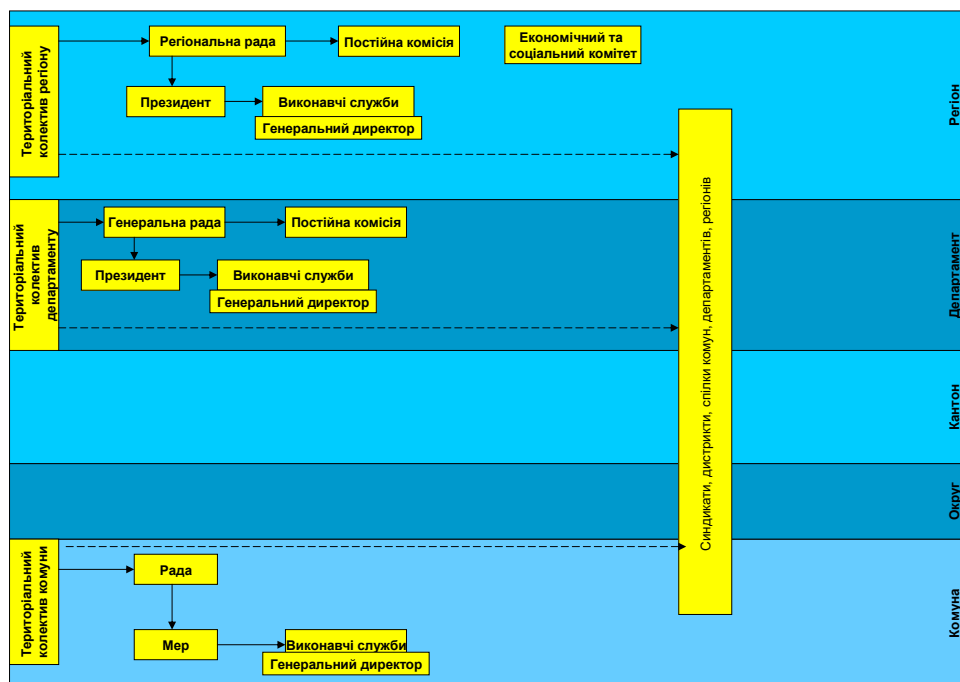 Територіальний
колектив регіону
Регіональна рада
Постійна комісія
Економічний та
соціальний комітет
Президент
Виконавчі служби
Генеральний директор
Регіон
Територіальний
колектив
департаменту
Генеральна рада
Постійна комісія
Президент
Виконавчі служби
Генеральний директор
Департамент
Синдикати, дистрикти, спілки комун, департаментів, регіонів
Кантон
Округ
Територіальний
колектив комуни
Рада
Мер
Виконавчі служби
Генеральний директор
Комуна